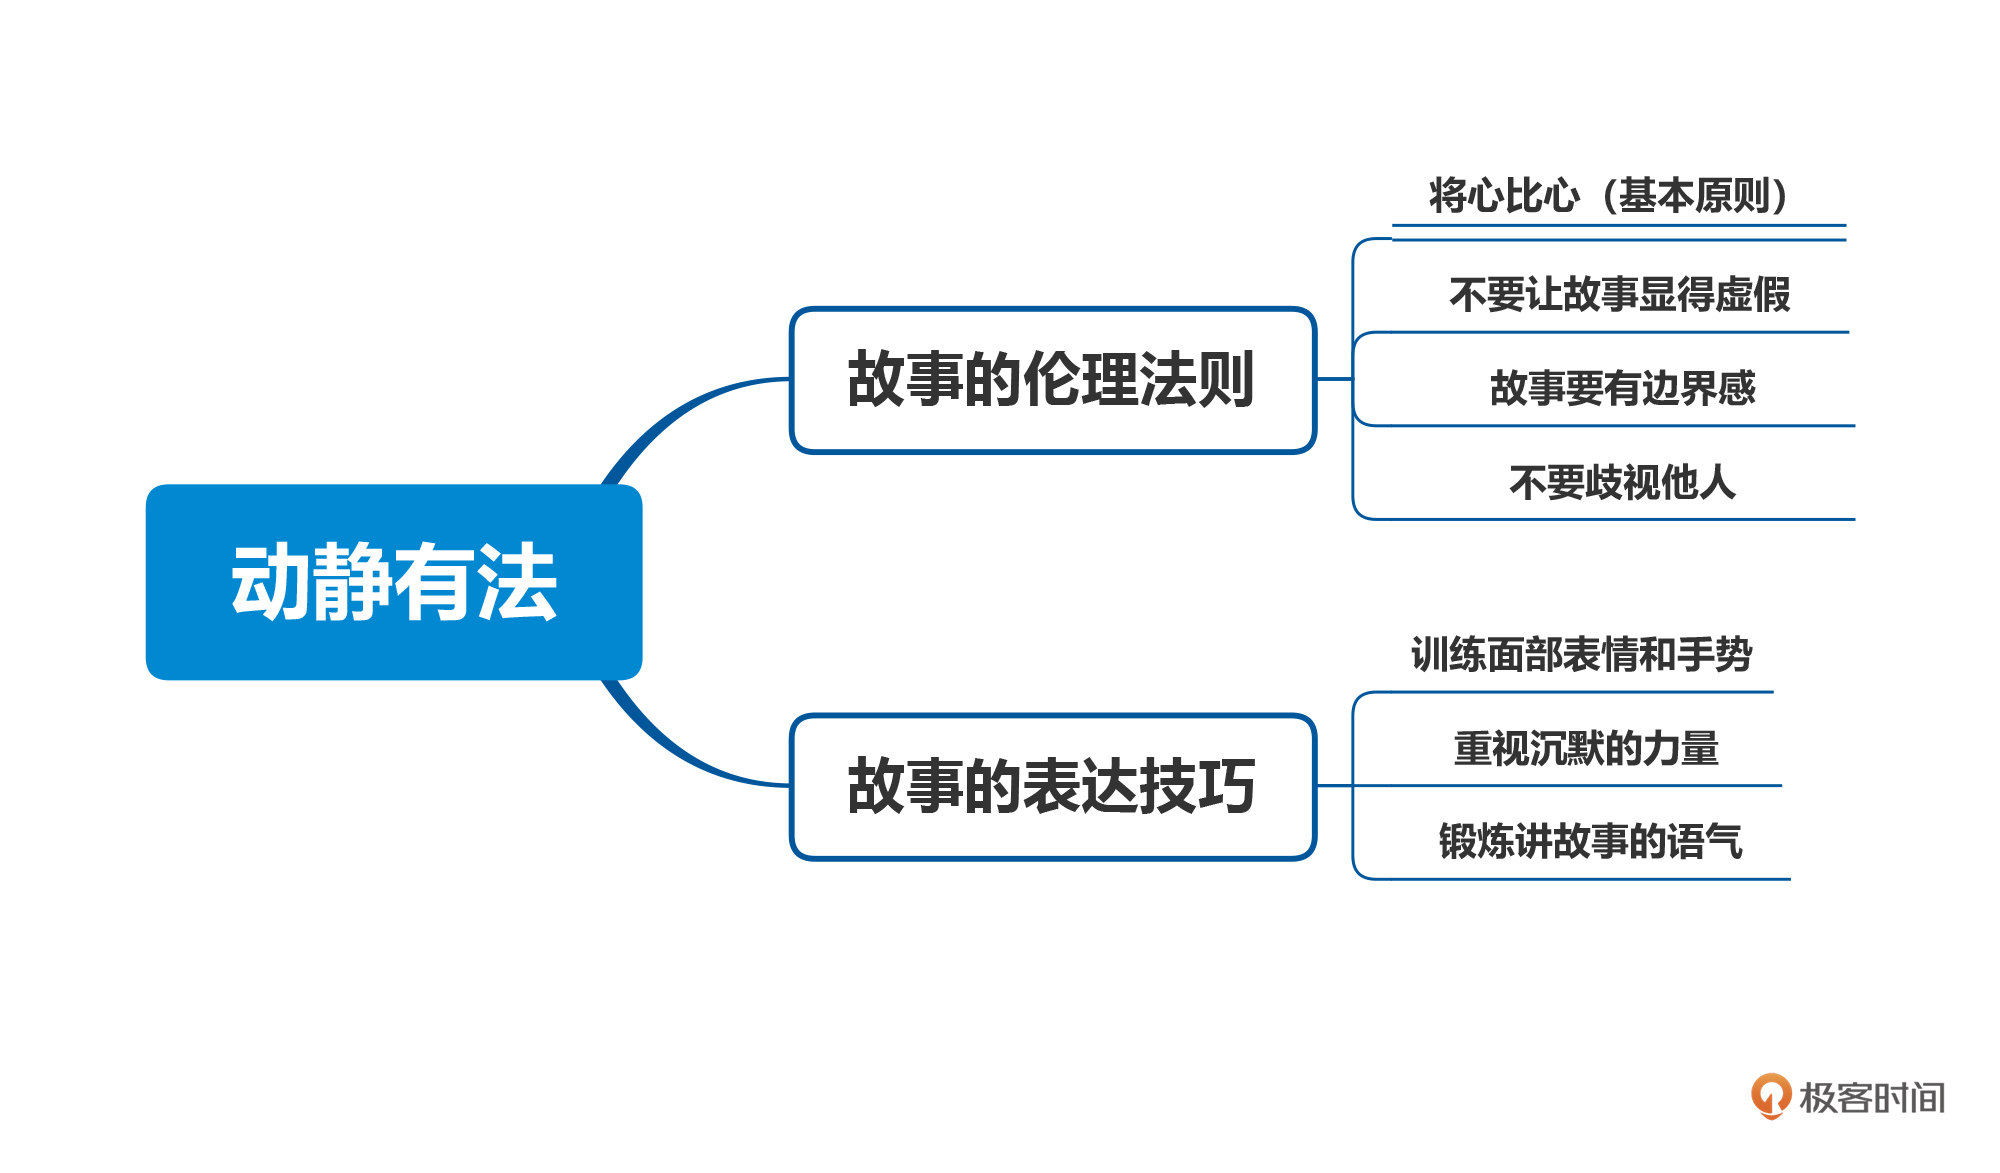 动静有法
故事的伦理法则
将心比心（基本原则）
不要让故事显得虚假
故事要有边界感
不要歧视他人
故事的表达技巧
训练面部表情和手势
重视沉默的力量
锻炼讲故事的语气
极客时间